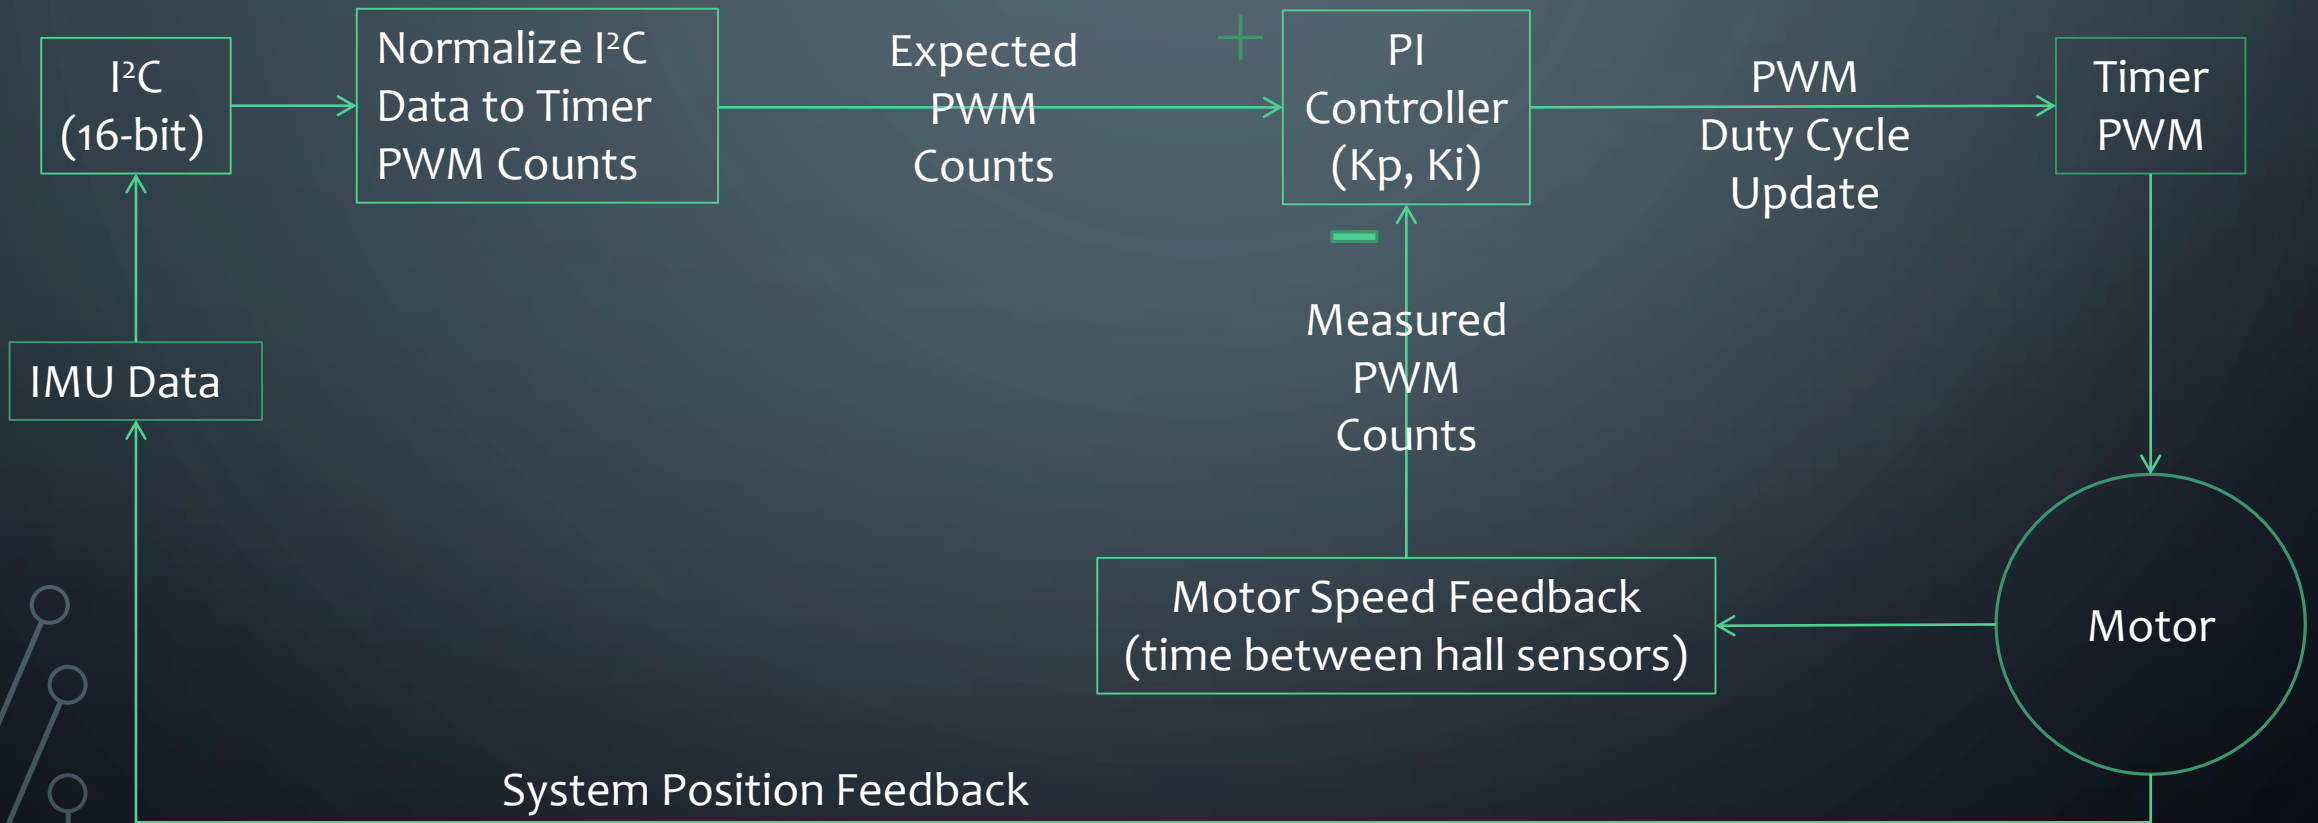 I²C
(16-bit)
Normalize I²C
Data to Timer
PWM Counts
Expected
PWM
Counts
+
PI
Controller
(Kp, Ki)
−
PWM
Duty Cycle
Update
Timer
PWM
IMU Data
Measured
PWM
Counts
Motor Speed Feedback
(time between hall sensors)
Motor
System Position Feedback